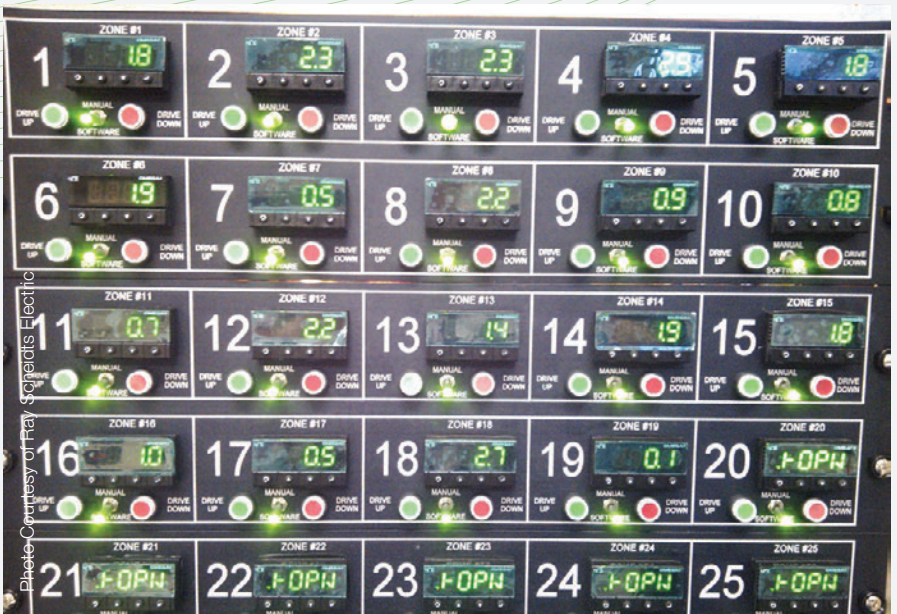 ZONE #1 ZONE #2 ZONE #3 ZONE #4 ZONE #5
1 1.8 2 2.3 3 2.3 4 2.5 5 1.8
MANUAL MANUAL MANUAL MANUAL MANUAL
DRIVE UP DRIVE DOWN DRIVE UP DRIVE DOWN DRIVE UP DRIVE DOWN DRIVE UP DRIVE DOWN DRIVE UP DRIVE DOWN
SOFTWARE SOFTWARE SOFTWARE SOFTWARE SOFTWARE
ZONE #6 ZONE #7 ZONE #8 ZONE #9 ZONE #10
6 1.9 7 0.5 8 2.2 9 0.9 10 0.8
MANUAL MANUAL MANUAL MANUAL MANUAL
DRIVE UP DRIVE DOWN DRIVE UP DRIVE DOWN DRIVE UP DRIVE DOWN DRIVE UP DRIVE DOWN DRIVE UP DRIVE DOWN
SOFTWARE SOFTWARE SOFTWARE SOFTWARE SOFTWARE
ZONE #11 ZONE #12 ZONE #13 ZONE #14 ZONE #15
11 0.7 12 2.2 13 1.4 14 1.9 15 1.8
MANUAL MANUAL MANUAL MANUAL MANUAL
DRIVE UP DRIVE DOWN DRIVE UP DRIVE DOWN DRIVE UP DRIVE DOWN DRIVE UP DRIVE DOWN DRIVE UP DRIVE DOWN
SOFTWARE SOFTWARE SOFTWARE SOFTWARE SOFTWARE
ZONE #16 ZONE #17 ZONE #18 ZONE #19 ZONE #20
16 1.0 17 0.5 18 2.7 19 0.1 20 .rOPN
MANUAL MANUAL MANUAL MANUAL MANUAL
DRIVE UP DRIVE DOWN DRIVE UP DRIVE DOWN DRIVE UP DRIVE DOWN DRIVE UP DRIVE DOWN DRIVE UP DRIVE DOWN
SOFTWARE SOFTWARE SOFTWARE SOFTWARE SOFTWARE
ZONE #21 ZONE #22 ZONE #23 ZONE #24 ZONE #25
21 .rOPN 22 .rOPN 23 .rOPN 24 .rOPN 25 .rOPN
Photo Courtesy of Ray Scheidts Electric